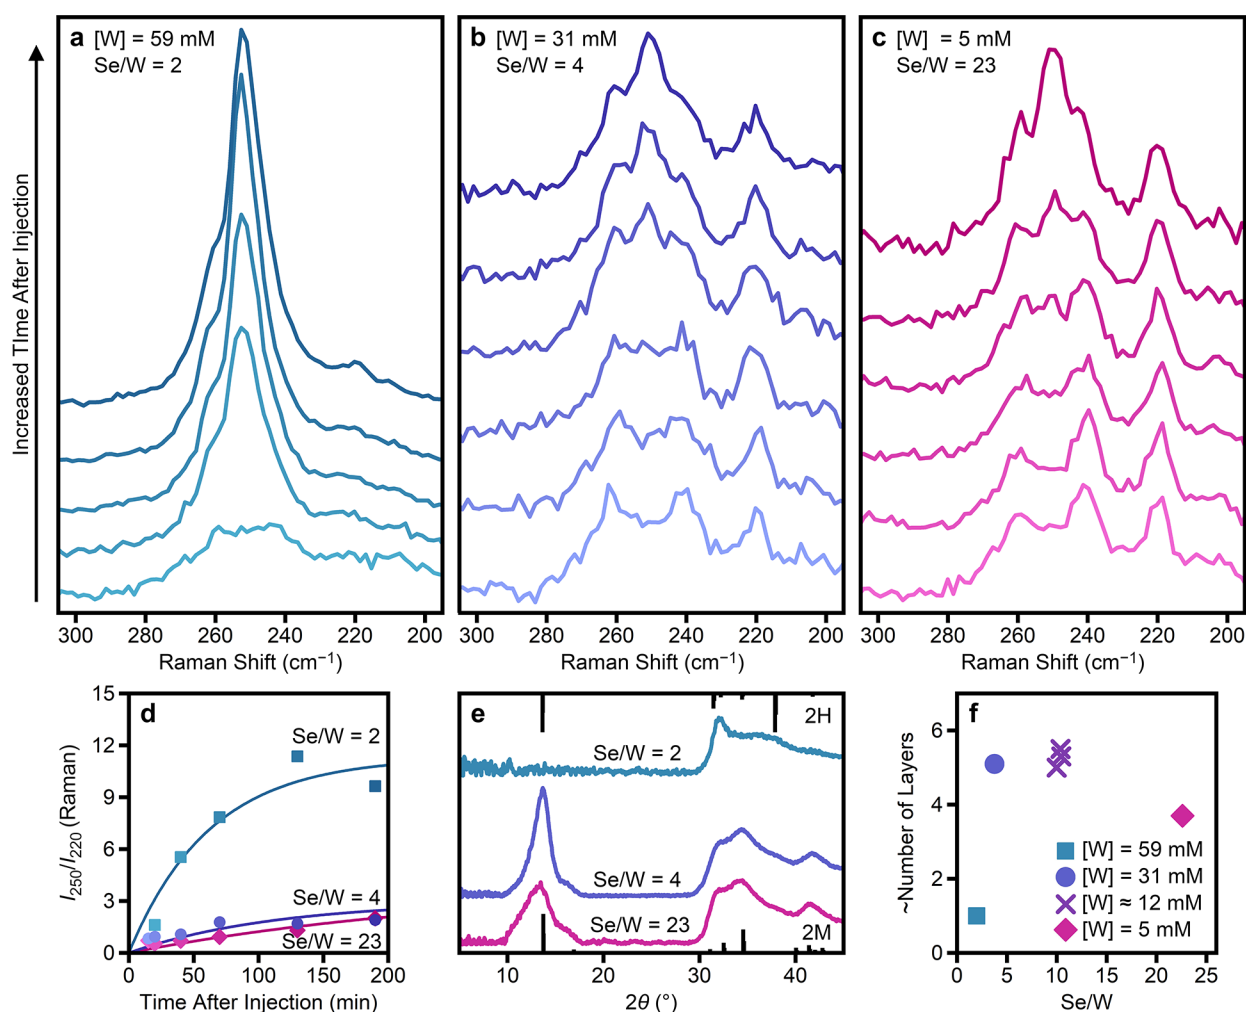 Increased TIme After Injection
a
[W] = 59 mM
Se/W = 2
300 280 260 240 220 200
Raman Shift (cm⁻¹)
b
[W] = 31 mM
Se/W = 4
300 280 260 240 220 200
Raman Shift (cm⁻¹)
c
[W] = 5 mM
Se/W = 23
300 280 260 240 220 200
Raman Shift (cm⁻¹)
d
I₂₅₀/I₂₂₀ (Raman)
15
12
9
6
3
0
Se/W = 2
Se/W = 4
Se/W = 23
0 50 100 150 200
Time After Injection (min)
e
2H
Se/W = 2
Se/W = 4
Se/W = 23
2M
10 20 30 40
2θ (°)
f
~Number of Layers
6
4
2
0
[W] = 59 mM
[W] = 31 mM
[W] ≈ 12 mM
[W] = 5 mM
0 5 10 15 20 25
Se/W